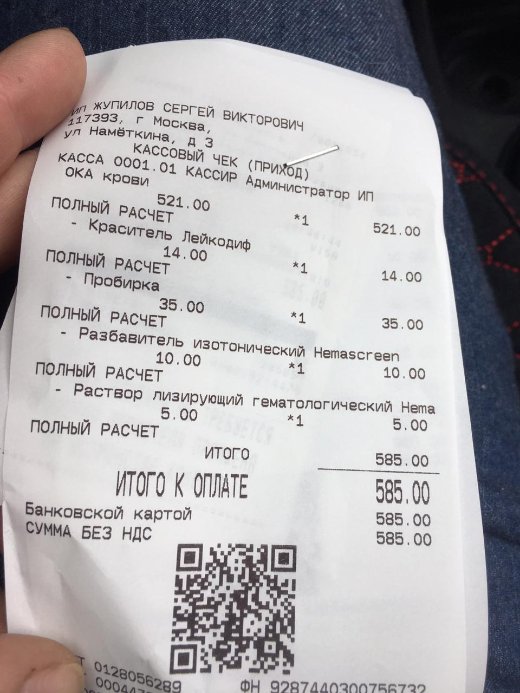 ИП ЖУПИЛОВ СЕРГЕЙ ВИКТОРОВИЧ
117393, г Москва,
ул Намёткина, д 3
КАССОВЫЙ ЧЕК (ПРИХОД)
КАССА 0001.01 КАССИР Администратор ИП
ОКА крови
521.00 *1 521.00
ПОЛНЫЙ РАСЧЕТ
- Краситель Лейкодиф
14.00 *1 14.00
ПОЛНЫЙ РАСЧЕТ
- Пробирка
35.00 *1 35.00
ПОЛНЫЙ РАСЧЕТ
- Разбавитель изотонический Hemascreen
10.00 *1 10.00
ПОЛНЫЙ РАСЧЕТ
- Раствор лизирующий гематологический Hema
5.00 *1 5.00
ПОЛНЫЙ РАСЧЕТ
ИТОГО 585.00
ИТОГО К ОПЛАТЕ 585.00
Банковской картой 585.00
СУММА БЕЗ НДС 585.00
0128056289 ФН 9287440300756732